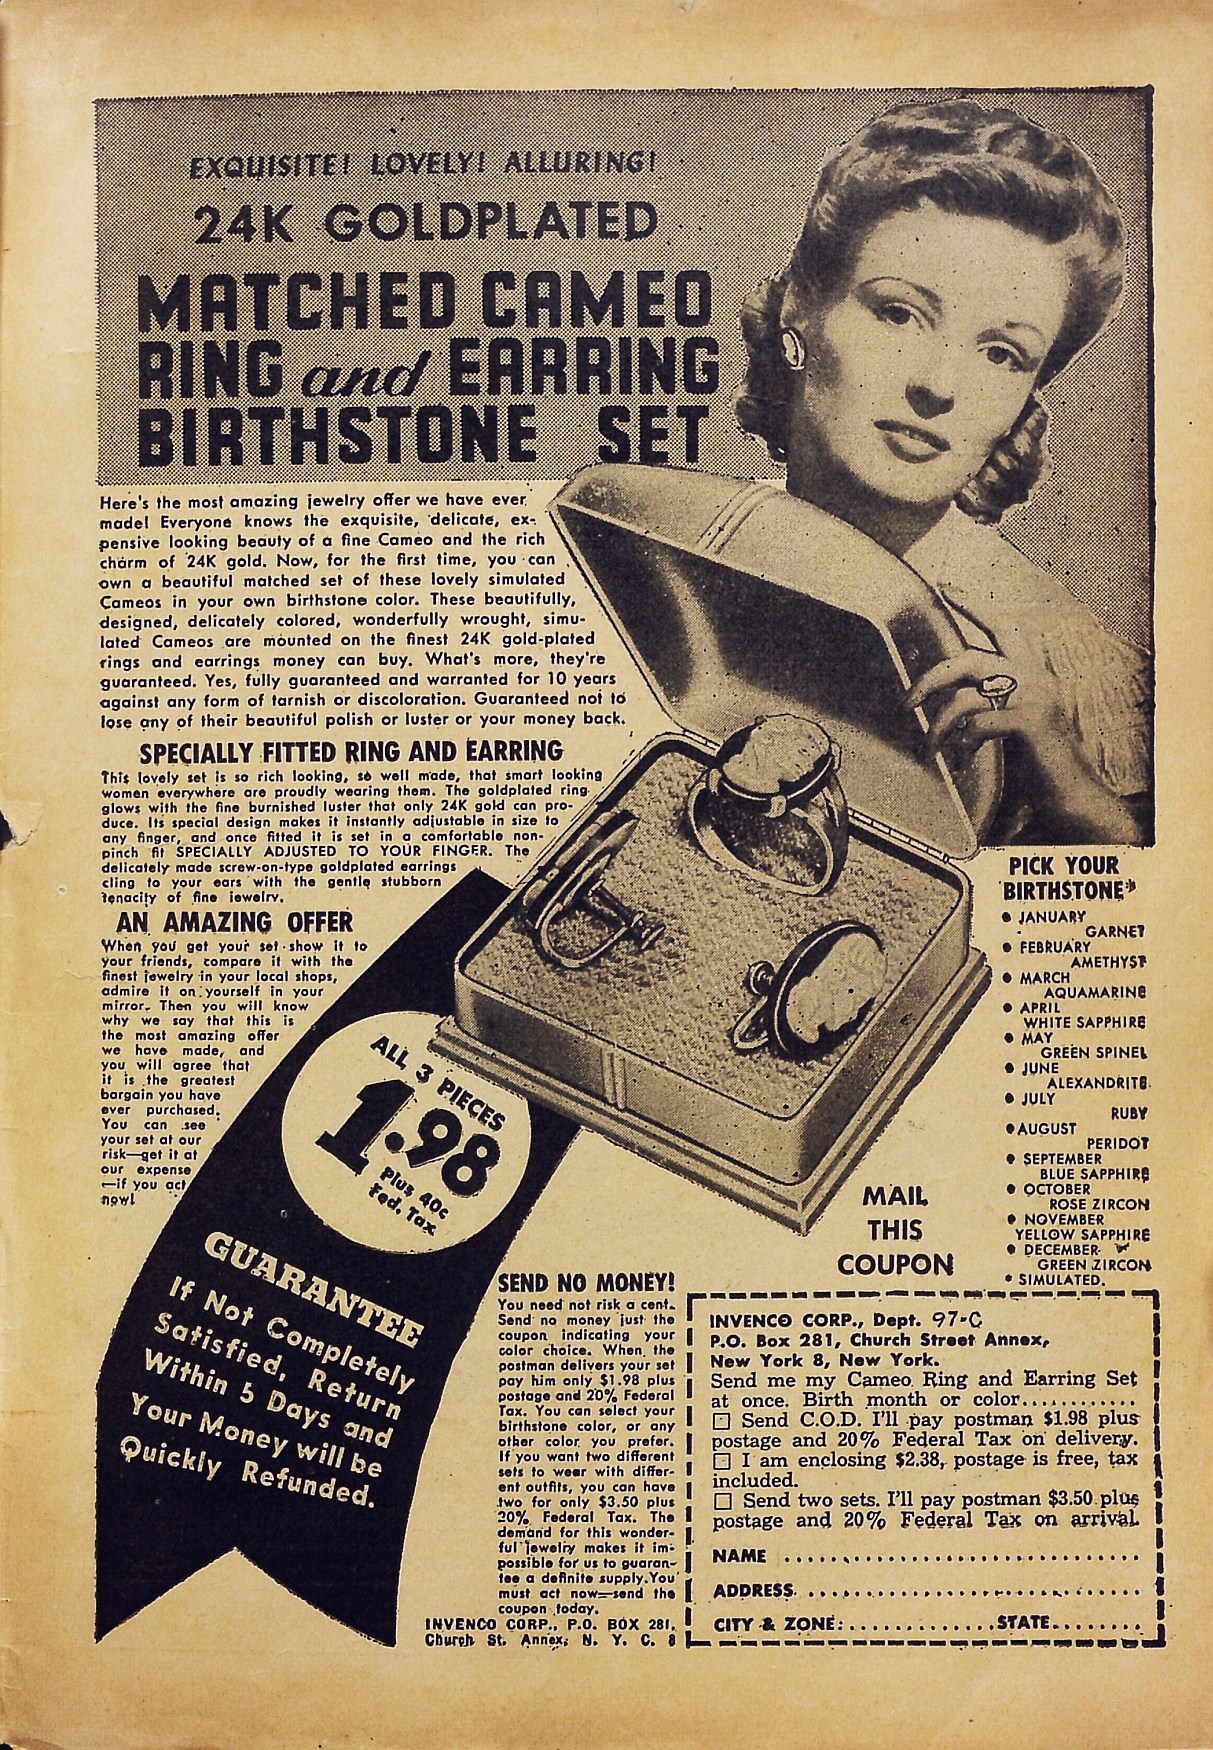 EXQUISITE! LOVELY! ALLURING!
24K GOLDPLATED
MATCHED CAMEO
RING and EARRING
BIRTHSTONE SET
Here's the most amazing jewelry offer we have ever
made! Everyone knows the exquisite, delicate, ex-
pensive looking beauty of a fine Cameo and the rich
charm of 24K gold. Now, for the first time, you can
own a beautiful matched set of these lovely simulated
Cameos in your own birthstone color. These beautifully,
designed, delicately colored, wonderfully wrought, simu-
lated Cameos are mounted on the finest 24K gold-plated
rings and earrings money can buy. What's more, they're
guaranteed. Yes, fully guaranteed and warranted for 10 years
against any form of tarnish or discoloration. Guaranteed not to
lose any of their beautiful polish or luster or your money back.
SPECIALLY FITTED RING AND EARRING
This lovely set is so rich looking, so well made, that smart looking
women everywhere are proudly wearing them. The goldplated ring
glows with the fine burnished luster that only 24K gold can pro-
duce. Its special design makes it instantly adjustable in size to
any finger, and once fitted it is set in a comfortable non-
pinch fit SPECIALLY ADJUSTED TO YOUR FINGER. The
delicately made screw-on-type goldplated earrings
cling to your ears with the gentle stubborn
tenacity of fine jewelry.
AN AMAZING OFFER
When you get your set show it to
your friends, compare it with the
finest jewelry in your local shops,
admire it on yourself in your
mirror. Then you will know
why we say that this is
the most amazing offer
we have made, and
you will agree that
it is the greatest
bargain you have
ever purchased.
You can see
your set at our
risk—get it at
our expense
—if you act
now!
ALL 3 PIECES
1.98
Plus 40c
Fed. Tax
GUARANTEE
If Not Completely
Satisfied, Return
Within 5 Days and
Your Money will be
Quickly Refunded.
PICK YOUR
BIRTHSTONE*
• JANUARY
GARNET
• FEBRUARY
AMETHYST
• MARCH
AQUAMARINE
• APRIL
WHITE SAPPHIRE
• MAY
GREEN SPINEL
• JUNE
ALEXANDRITE
• JULY
RUBY
• AUGUST
PERIDOT
• SEPTEMBER
BLUE SAPPHIRE
• OCTOBER
ROSE ZIRCON
• NOVEMBER
YELLOW SAPPHIRE
• DECEMBER
GREEN ZIRCON
* SIMULATED.
MAIL
THIS
COUPON
SEND NO MONEY!
You need not risk a cent.
Send no money just the
coupon indicating your
color choice. When the
postman delivers your set
pay him only $1.98 plus
postage and 20% Federal
Tax. You can select your
birthstone color, or any
other color you prefer.
If you want two different
sets to wear with differ-
ent outfits, you can have
two for only $3.50 plus
20% Federal Tax. The
demand for this wonder-
ful jewelry makes it im-
possible for us to guaran-
tee a definite supply. You
must act now—send the
coupon today.
INVENCO CORP., P.O. BOX 281,
Church St. Annex, N. Y. C. 8
INVENCO CORP., Dept. 97-C
P.O. Box 281, Church Street Annex,
New York 8, New York.
Send me my Cameo Ring and Earring Set
at once. Birth month or color............
☐ Send C.O.D. I'll pay postman $1.98 plus
postage and 20% Federal Tax on delivery.
☐ I am enclosing $2.38, postage is free, tax
included.
☐ Send two sets. I'll pay postman $3.50 plus
postage and 20% Federal Tax on arrival.
NAME ..................................
ADDRESS ................................
CITY & ZONE:..............STATE.........